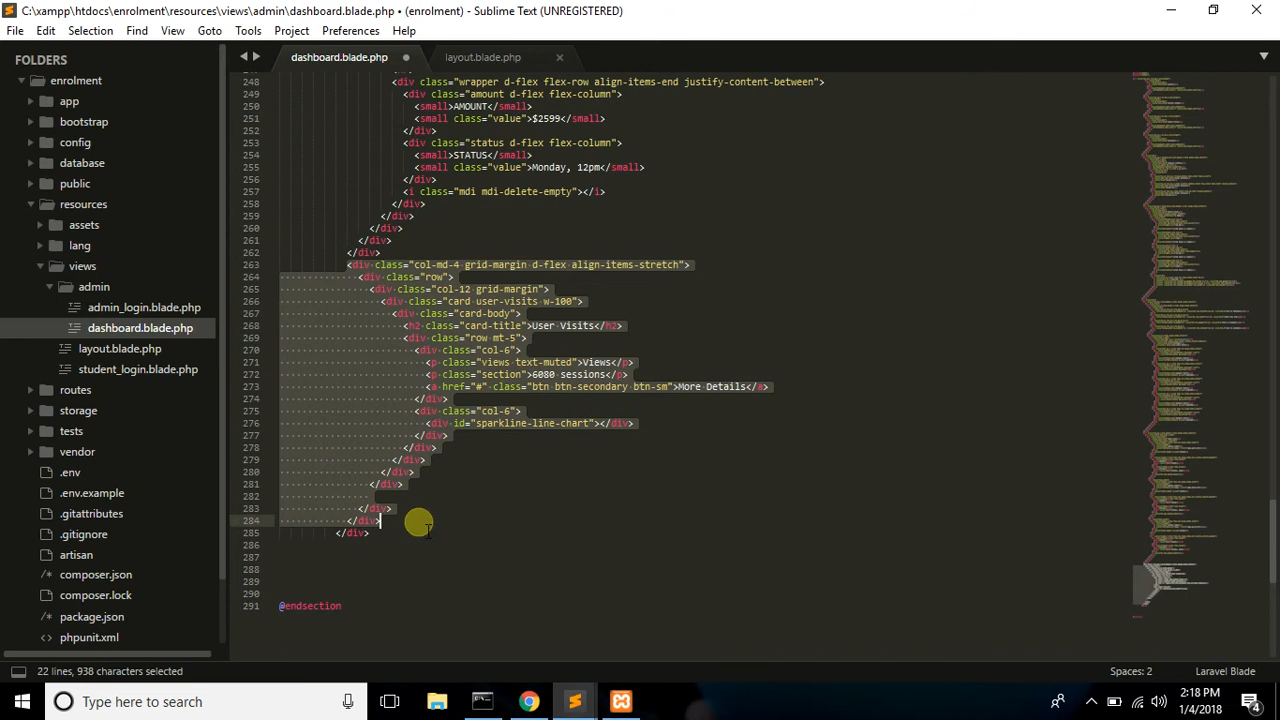 C:\xampp\htdocs\enrolment\resources\views\admin\dashboard.blade.php • (enrolment) - Sublime Text (UNREGISTERED)
File Edit Selection Find View Goto Tools Project Preferences Help
FOLDERS
dashboard.blade.php
layout.blade.php
enrolment
app
bootstrap
config
database
public
resources
assets
lang
views
admin
admin_login.blade.php
dashboard.blade.php
layout.blade.php
student_login.blade.php
routes
storage
tests
vendor
.env
.env.example
.gitattributes
.gitignore
artisan
composer.json
composer.lock
package.json
phpunit.xml
248 <div class="wrapper d-flex flex-row align-items-end justify-content-between">
249 <div class="amount d-flex flex-column">
250 <small>AMOUNT</small>
251 <small class="value">$2599</small>
252 </div>
253 <div class="status d-flex flex-column">
254 <small>STATUS</small>
255 <small class="value">Monday, 12pm</small>
256 </div>
257 <i class="mdi mdi-delete-empty"></i>
258 </div>
259 </div>
260 </div>
261 </div>
262 </div>
263 <div class="col-md- margin d- align-items-stretch">
264 <div class="row">
265 <div class="col-12 grid-margin">
266 <div class="card user-visits w-100">
267 <div class="card-body">
268 <h2 class="card-title">User Visits</h2>
269 <div class="row mt-5">
270 <div class="col-6">
271 <p class="views text-muted">Views</p>
272 <p class="section">6080 sessions</p>
273 <a href="#" class="btn btn-secondary btn-sm">More Details</a>
274 </div>
275 <div class="col-6">
276 <div id="sparkline-line-chart"></div>
277 </div>
278 </div>
279 </div>
280 </div>
281 </div>
282
283 </div>
284 </div>
285 </div>
286
287
288
289
290
291 @endsection
22 lines, 938 characters selected
Spaces: 2
Laravel Blade
Type here to search
2:18 PM
1/4/2018
4